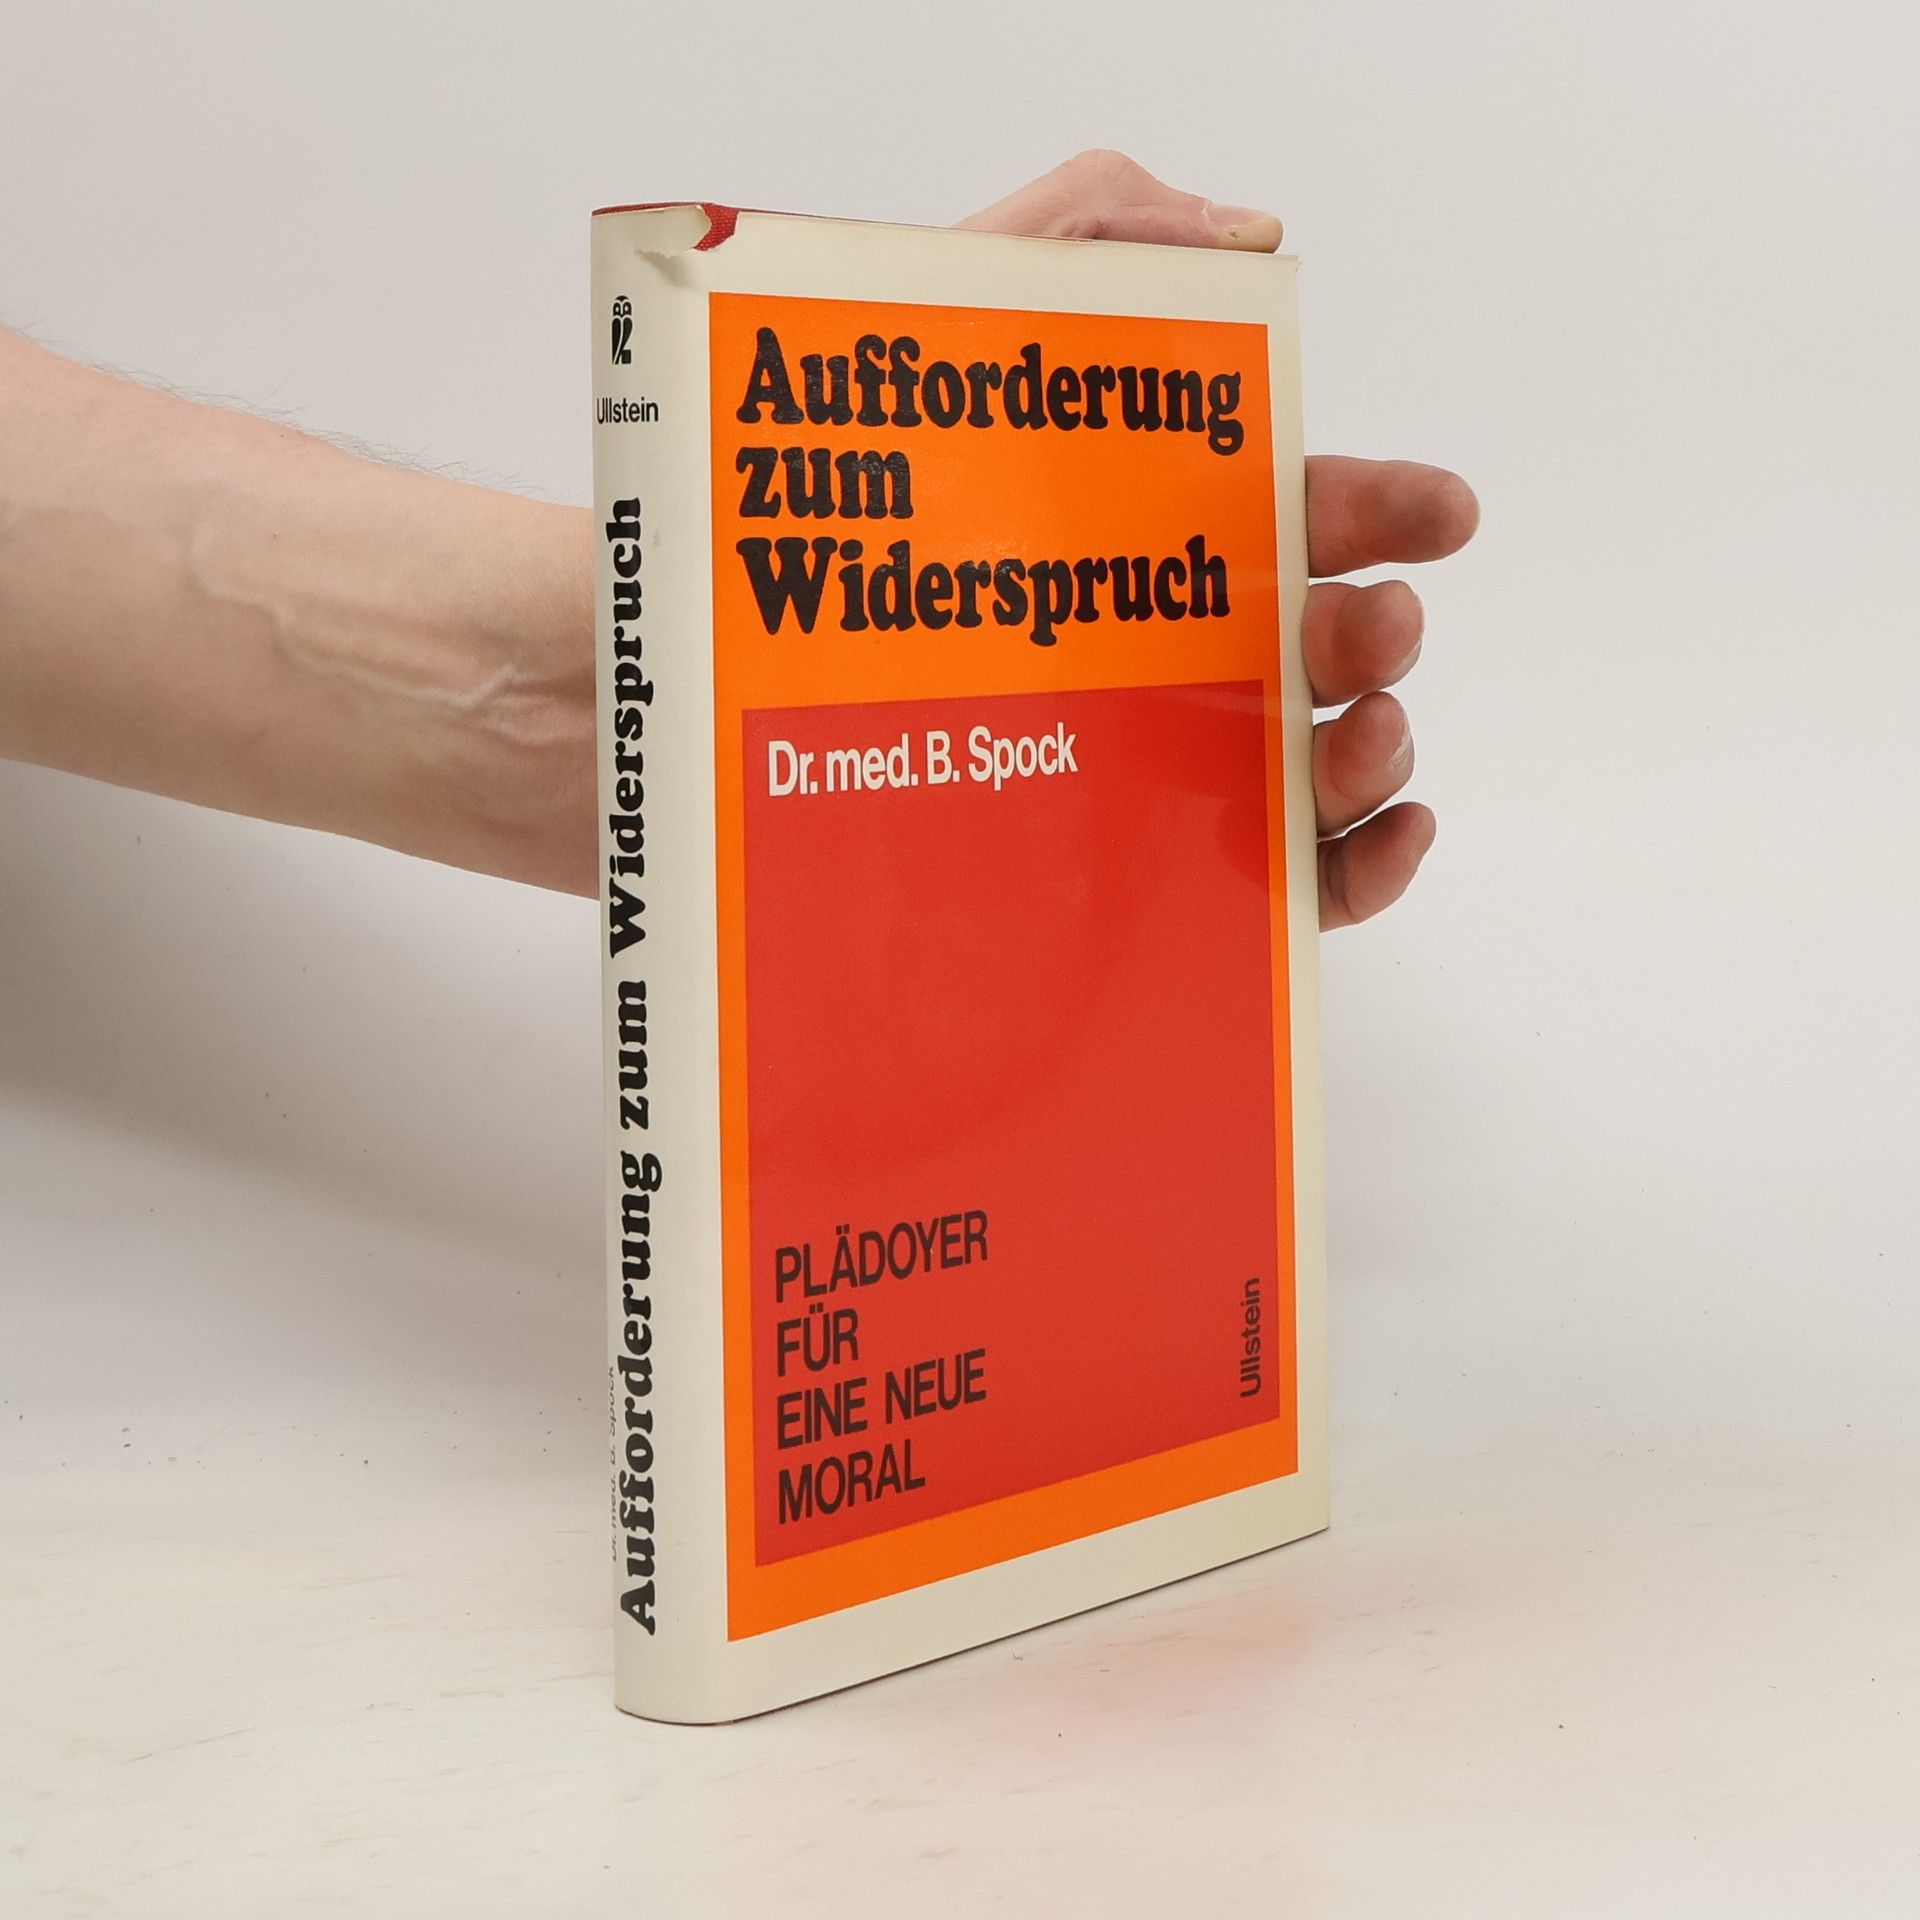 Ullstein
Aufforderung zum Widerspruch
Dr. med. B. Spock
Aufforderung
zum
Widerspruch
Dr. med. B. Spock
PLÄDOYER
FÜR
EINE NEUE
MORAL
Ullstein